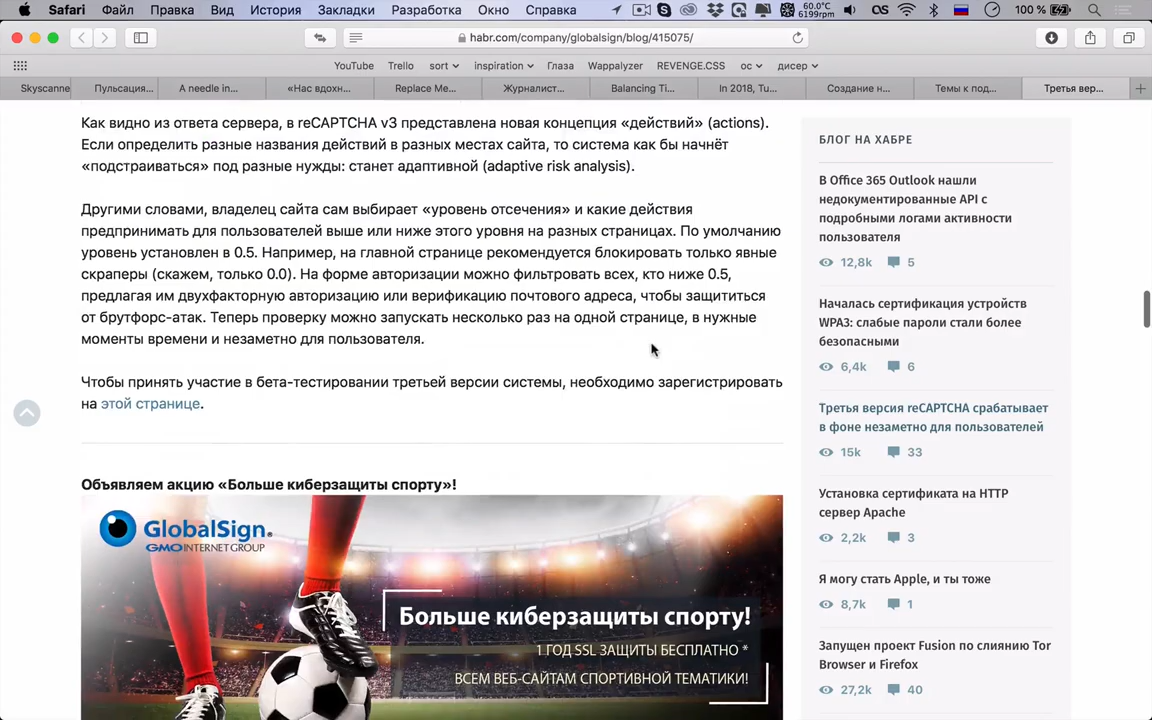 Safari Файл Правка Вид История Закладки Разработка Окно Справка 60.0°C 6199rpm 100 %
habr.com/company/globalsign/blog/415075/
YouTube Trello sort inspiration Глаза Wappalyzer REVENGE.CSS ос дисер
Skyscanne Пульсация... A needle in... «Нас вдохн... Replace Me... Журналист... Balancing Ti... In 2018, Tu... Создание н... Темы к под... Третья вер...
Как видно из ответа сервера, в reCAPTCHA v3 представлена новая концепция «действий» (actions).
Если определить разные названия действий в разных местах сайта, то система как бы начнёт
«подстраиваться» под разные нужды: станет адаптивной (adaptive risk analysis).
Другими словами, владелец сайта сам выбирает «уровень отсечения» и какие действия
предпринимать для пользователей выше или ниже этого уровня на разных страницах. По умолчанию
уровень установлен в 0.5. Например, на главной странице рекомендуется блокировать только явные
скраперы (скажем, только 0.0). На форме авторизации можно фильтровать всех, кто ниже 0.5,
предлагая им двухфакторную авторизацию или верификацию почтового адреса, чтобы защититься
от брутфорс-атак. Теперь проверку можно запускать несколько раз на одной странице, в нужные
моменты времени и незаметно для пользователя.
Чтобы принять участие в бета-тестировании третьей версии системы, необходимо зарегистрировать
на этой странице.
Объявляем акцию «Больше киберзащиты спорту»!
GlobalSign®
GMO INTERNET GROUP
Больше киберзащиты спорту!
1 ГОД SSL ЗАЩИТЫ БЕСПЛАТНО *
ВСЕМ ВЕБ-САЙТАМ СПОРТИВНОЙ ТЕМАТИКИ!
БЛОГ НА ХАБРЕ
В Office 365 Outlook нашли
недокументированные API с
подробными логами активности
пользователя
12,8k 5
Началась сертификация устройств
WPA3: слабые пароли стали более
безопасными
6,4k 6
Третья версия reCAPTCHA срабатывает
в фоне незаметно для пользователей
15k 33
Установка сертификата на HTTP
сервер Apache
2,2k 3
Я могу стать Apple, и ты тоже
8,7k 1
Запущен проект Fusion по слиянию Tor
Browser и Firefox
27,2k 40